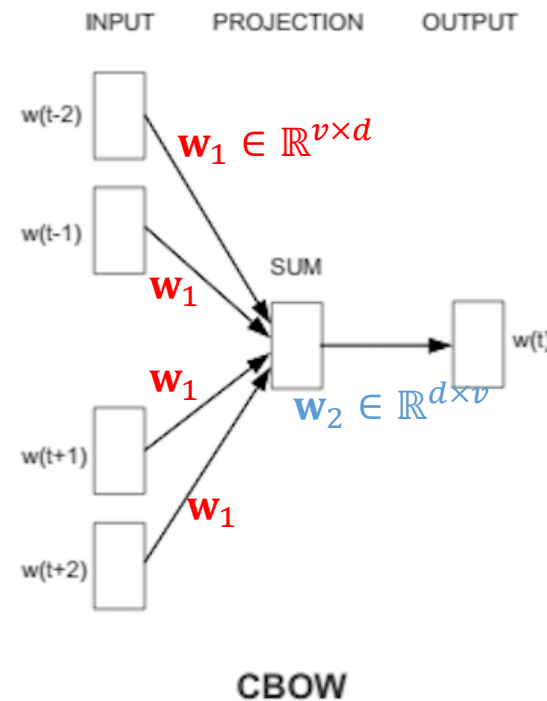 INPUT PROJECTION OUTPUT
w(t-2)
𝐰₁ ∈ ℝ^{v×d}
w(t-1)
SUM
𝐰₁
w(t)
𝐰₁
𝐰₂ ∈ ℝ^{d×v}
w(t+1)
𝐰₁
w(t+2)
CBOW